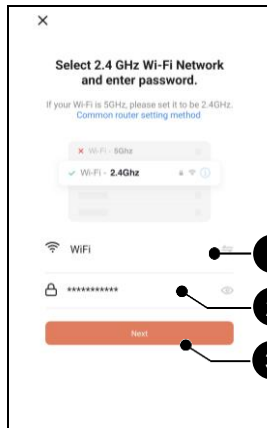 Select 2.4 GHz Wi-Fi Network
and enter password.
If your Wi-Fi is 5GHz, please set it to be 2.4GHz.
Common router setting method
Wi-Fi - 5Ghz
Wi-Fi - 2.4Ghz
WiFi
***********
Next